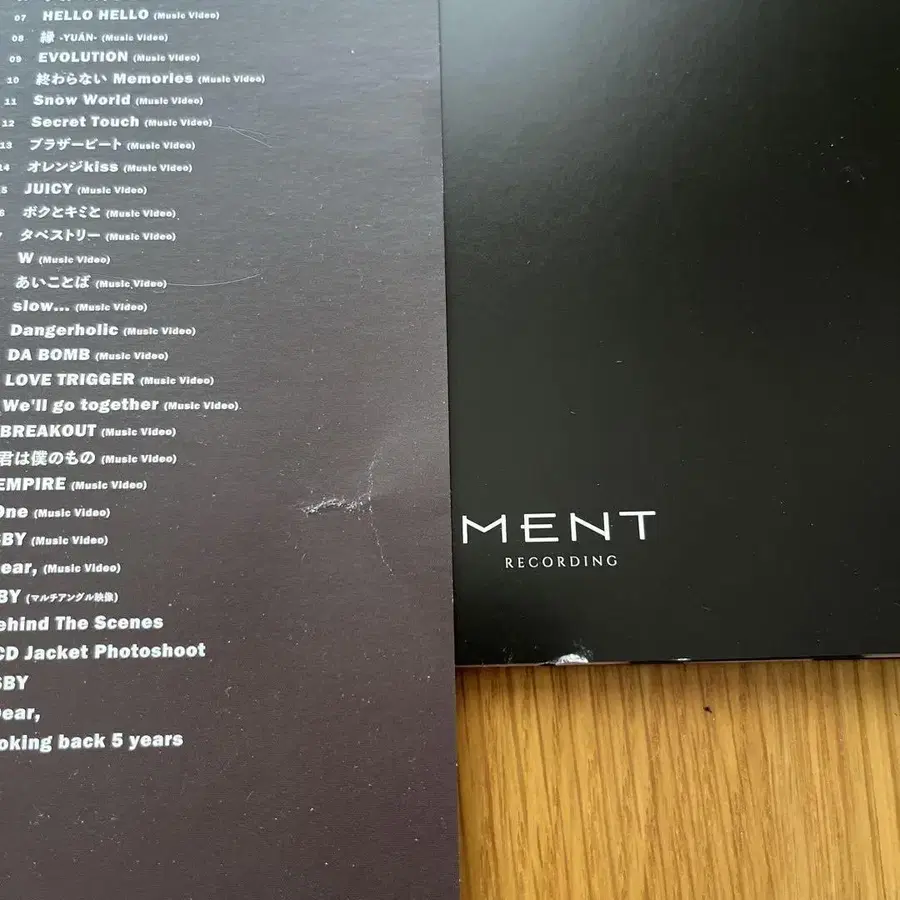 07 HELLO HELLO (Music Video)
08 縁 -YUÁN- (Music Video)
09 EVOLUTION (Music Video)
10 終わらない Memories (Music Video)
11 Snow World (Music Video)
12 Secret Touch (Music Video)
13 ブラザービート (Music Video)
14 オレンジkiss (Music Video)
5 JUICY (Music Video)
6 ボクとキミと (Music Video)
7 タペストリー (Music Video)
W (Music Video)
あいことば (Music Video)
slow... (Music Video)
Dangerholic (Music Video)
DA BOMB (Music Video)
LOVE TRIGGER (Music Video)
We'll go together (Music Video)
BREAKOUT (Music Video)
君は僕のもの (Music Video)
EMPIRE (Music Video)
One (Music Video)
BY (Music Video)
ear, (Music Video)
BY (マルチアングル映像)
ehind The Scenes
CD Jacket Photoshoot
SBY
ear,
oking back 5 years
MENT
RECORDING